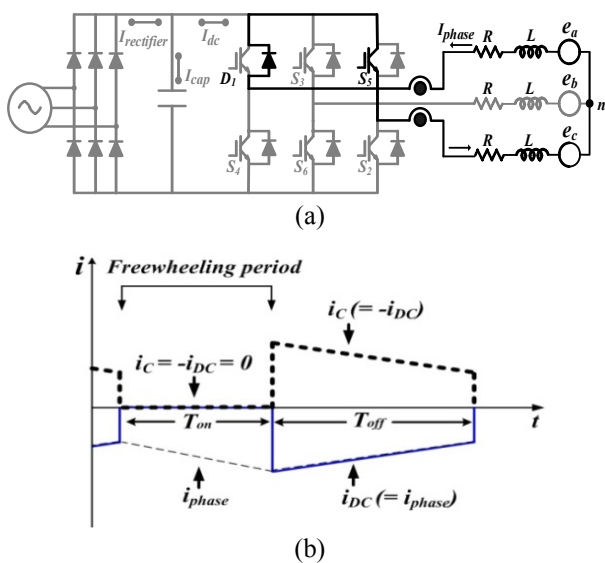 I_rectifier I_dc I_phase R L e_a
D_1 S_3 S_5
I_cap R L e_b n
R L e_c
S_4 S_6 S_2
(a)
i Freewheeling period
i_C (= -i_DC)
i_C = -i_DC = 0
T_on T_off t
i_phase i_DC (= i_phase)
(b)